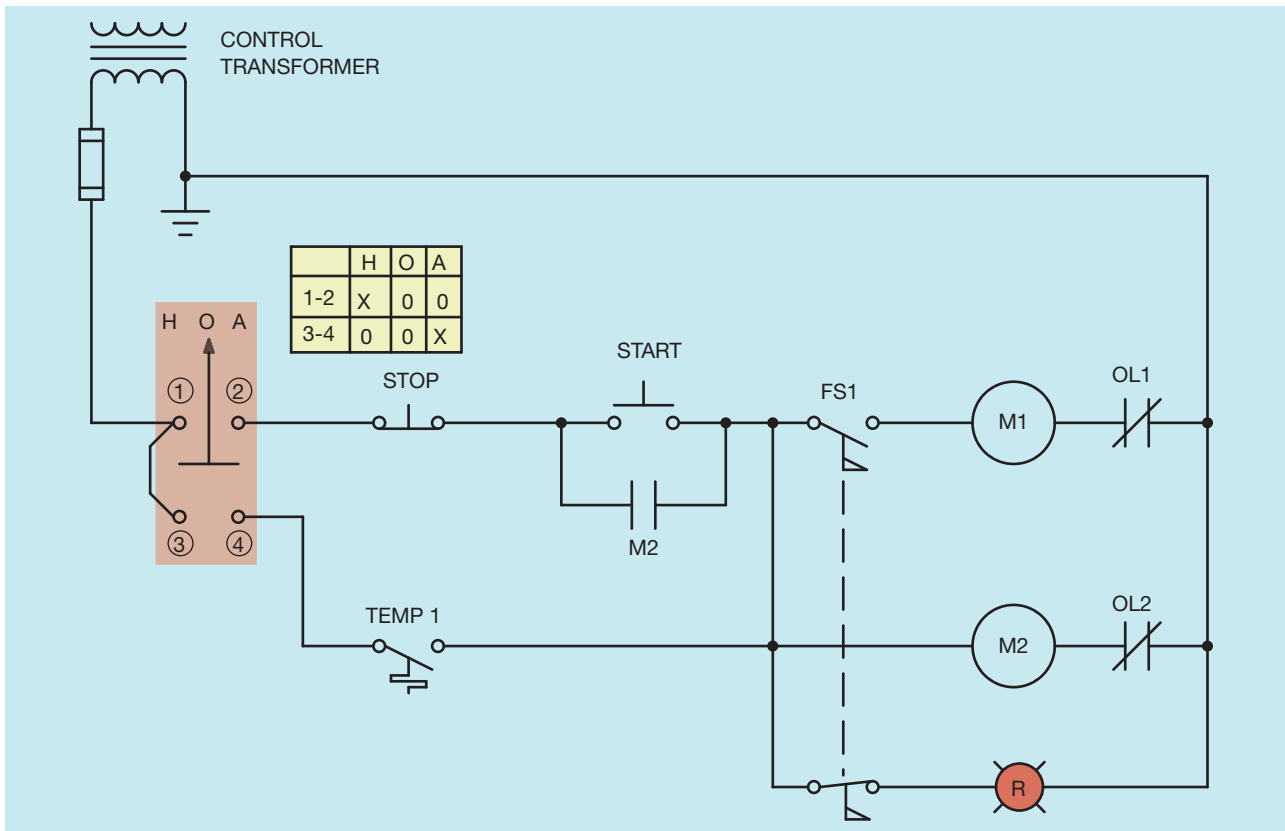 CONTROL
TRANSFORMER
H O A
1-2 X 0 0
3-4 0 0 X
H O A
START
STOP
FS1
OL1
1 2
M1
M2
3 4
TEMP 1
OL2
M2
R